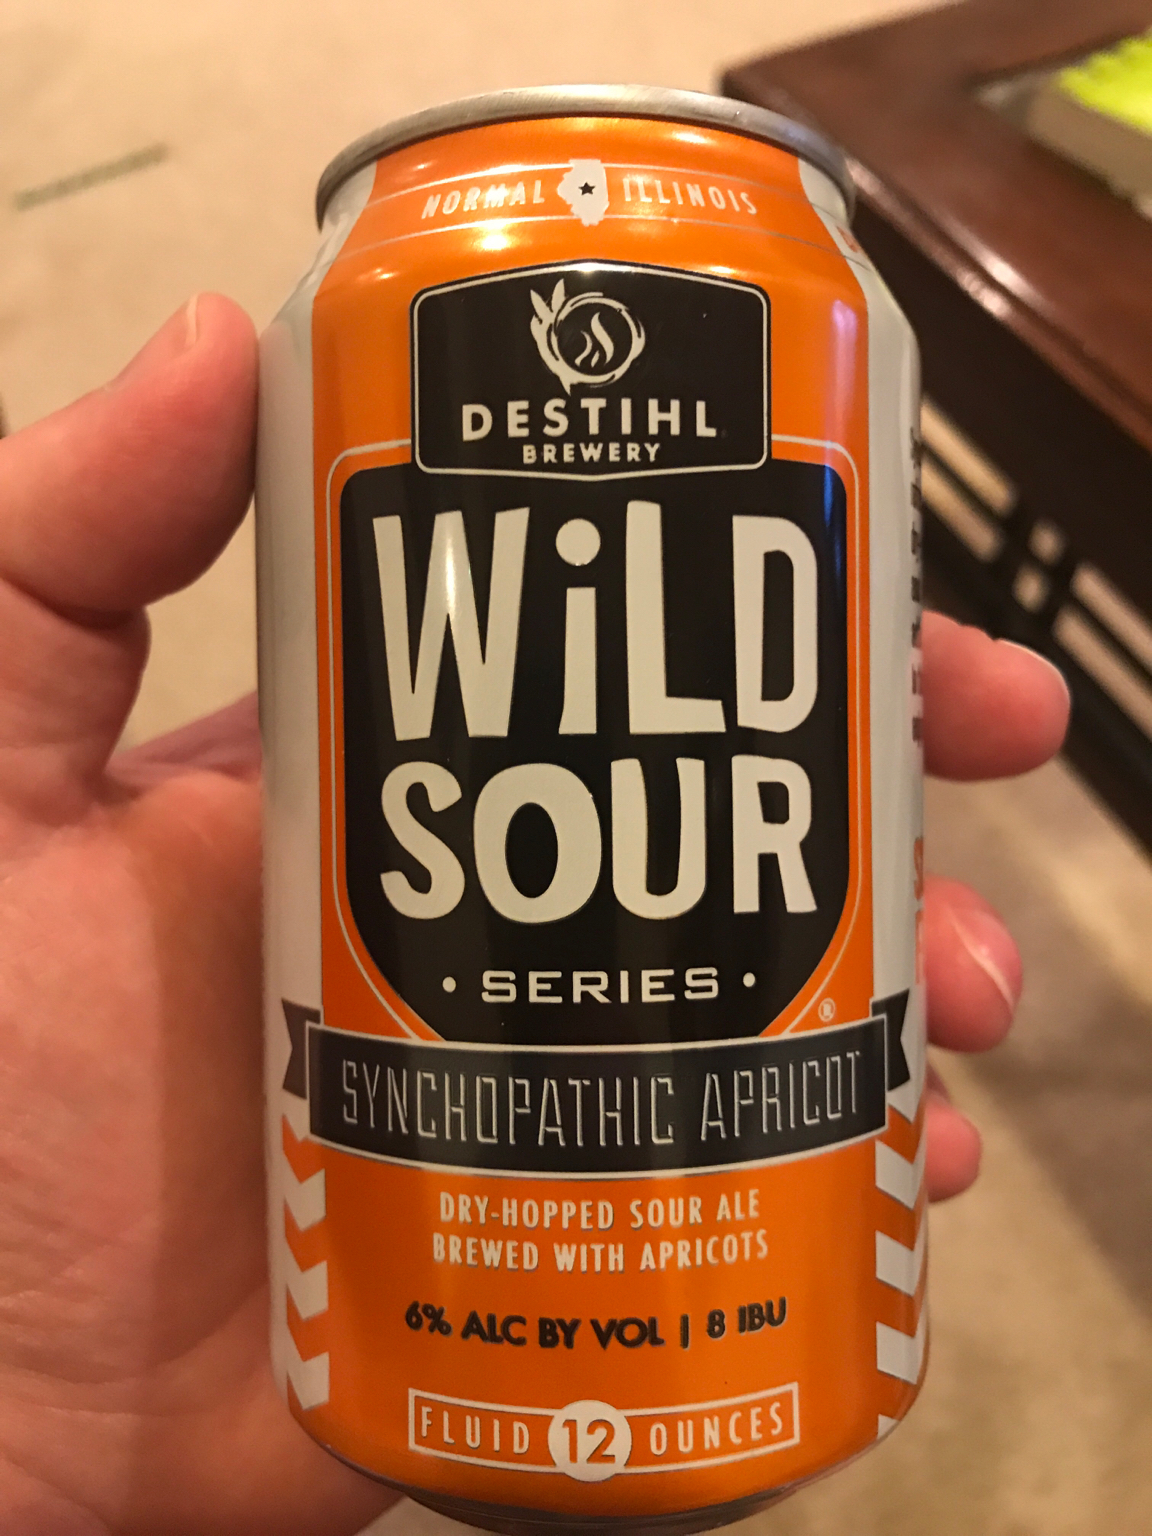 NORMAL ILLINOIS
DESTIHL
BREWERY
WiLD
SOUR
• SERIES •
®
SYNCHOPATHIC APRICOT
DRY-HOPPED SOUR ALE
BREWED WITH APRICOTS
6% ALC BY VOL | 8 IBU
FLUID 12 OUNCES